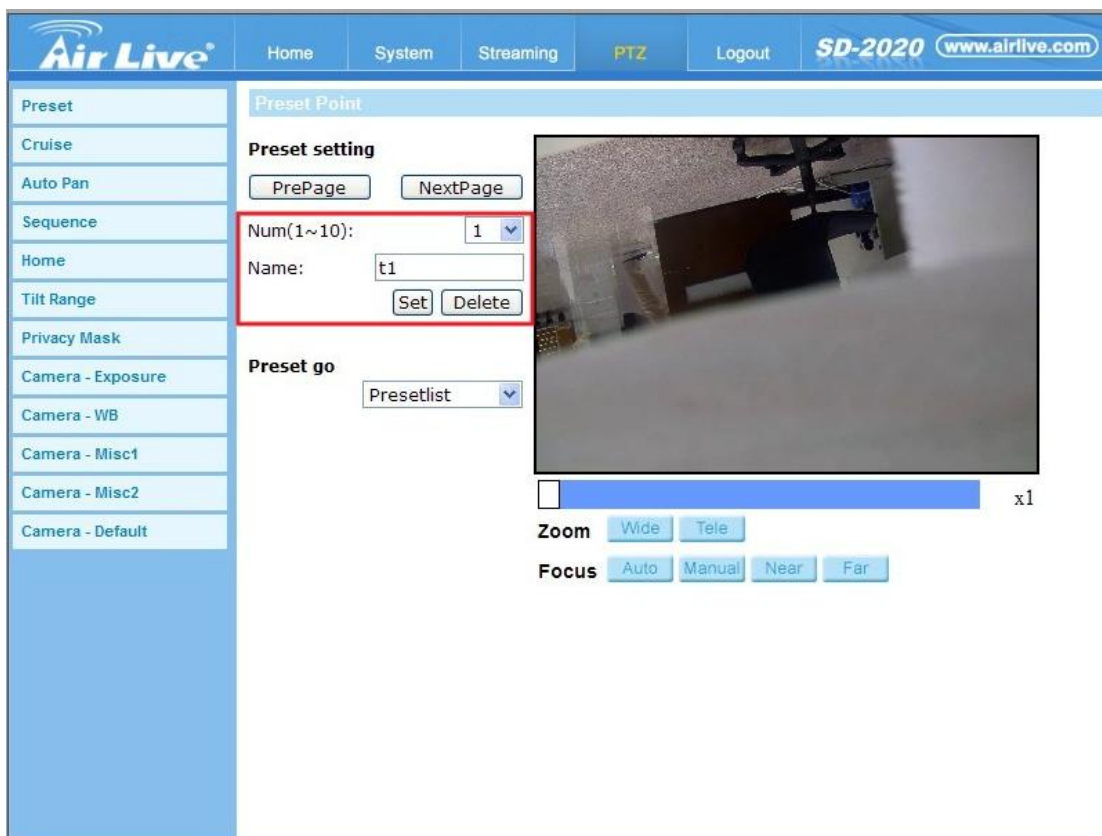 Air Live®
Home System Streaming PTZ Logout SD-2020 www.airlive.com
Preset
Cruise
Auto Pan
Sequence
Home
Tilt Range
Privacy Mask
Camera - Exposure
Camera - WB
Camera - Misc1
Camera - Misc2
Camera - Default
Preset Point
Preset setting
PrePage NextPage
Num(1~10): 1
Name: t1
Set Delete
Preset go
Presetlist
x1
Zoom Wide Tele
Focus Auto Manual Near Far